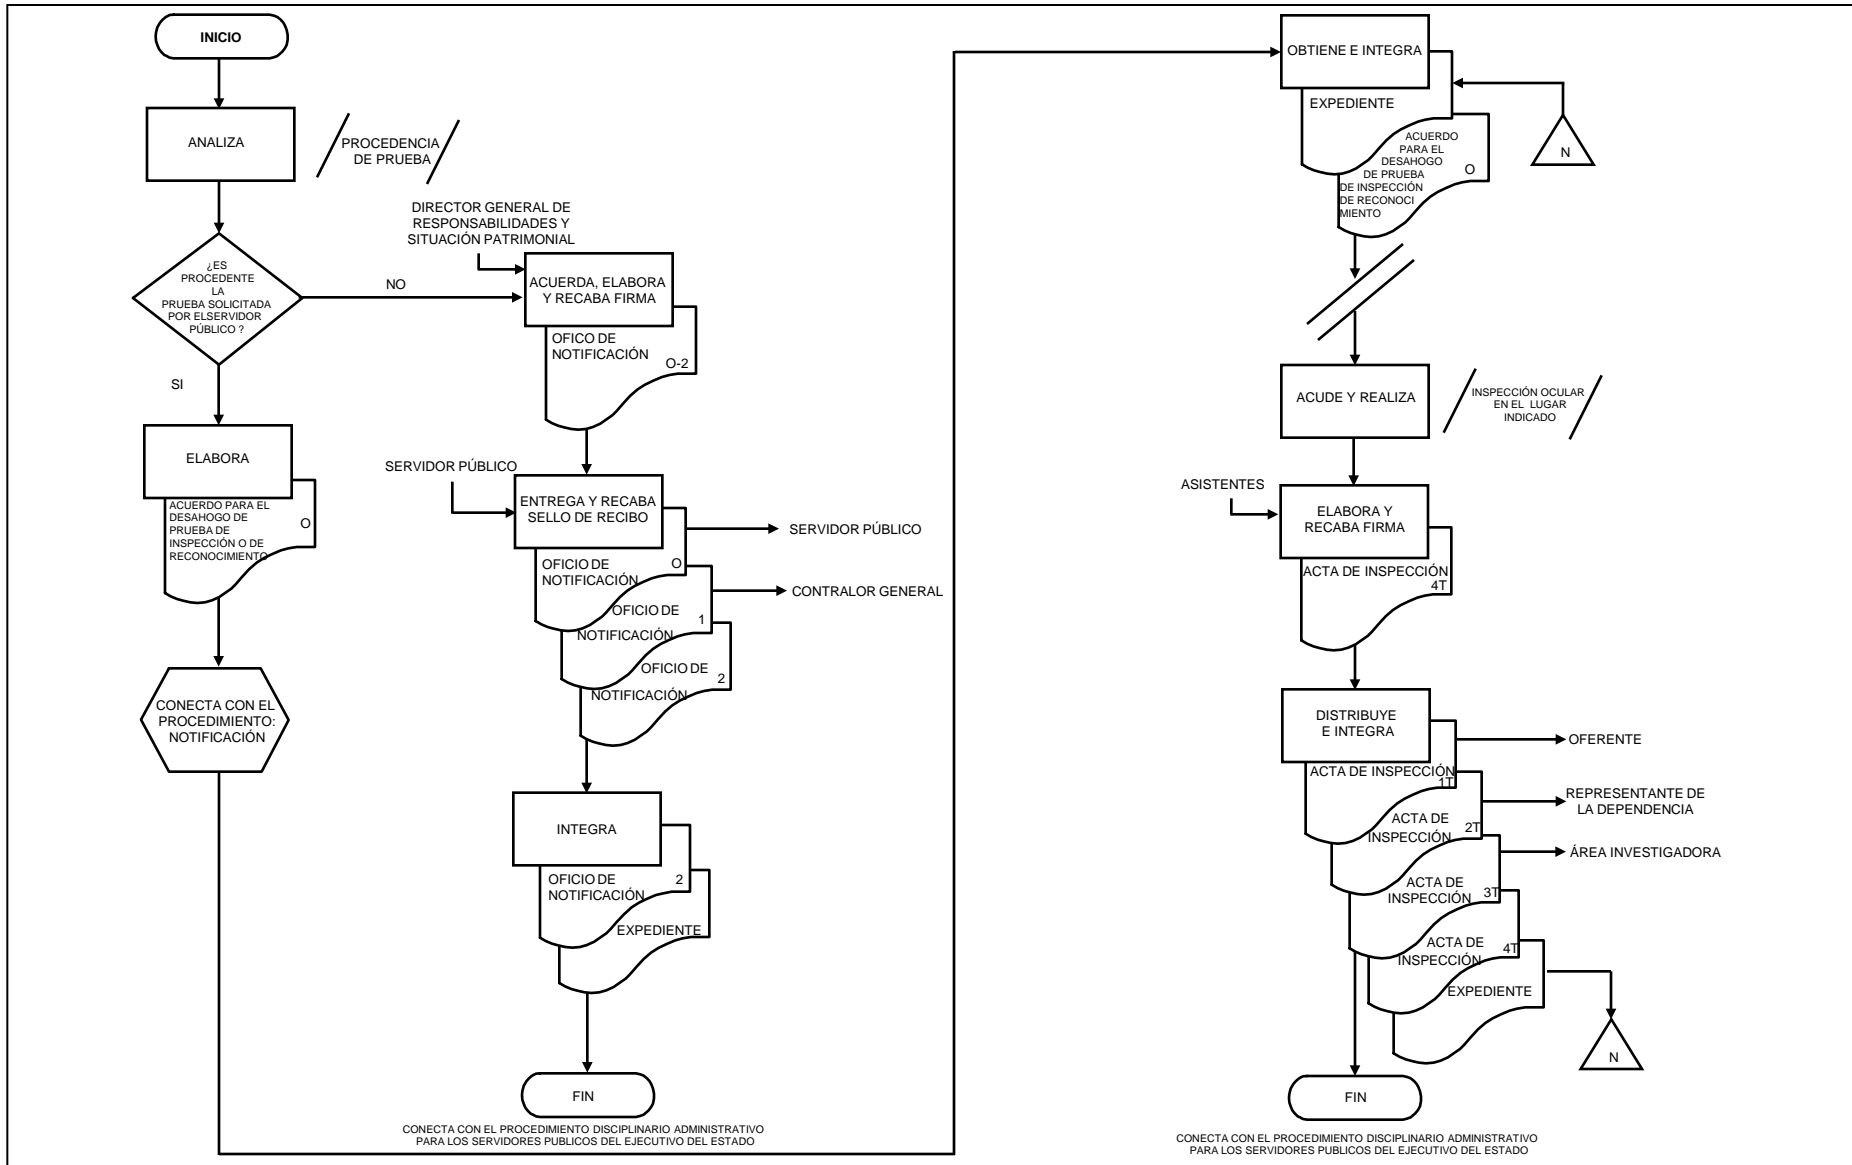 INICIO
ANALIZA
PROCEDENCIA
DE PRUEBA
¿ES
PROCEDENTE
LA
PRUEBA SOLICITADA
POR ELSERVIDOR
PÚBLICO ?
NO
SI
ELABORA
ACUERDO PARA EL
DESAHOGO DE
PRUEBA DE
INSPECCIÓN O DE
RECONOCIMIENTO
O
CONECTA CON EL
PROCEDIMIENTO:
NOTIFICACIÓN
DIRECTOR GENERAL DE
RESPONSABILIDADES Y
SITUACIÓN PATRIMONIAL
ACUERDA, ELABORA
Y RECABA FIRMA
OFICO DE
NOTIFICACIÓN
O-2
SERVIDOR PÚBLICO
ENTREGA Y RECABA
SELLO DE RECIBO
SERVIDOR PÚBLICO
OFICIO DE
NOTIFICACIÓN
O
CONTRALOR GENERAL
OFICIO DE
NOTIFICACIÓN
1
OFICIO DE
NOTIFICACIÓN
2
INTEGRA
OFICIO DE
NOTIFICACIÓN
2
EXPEDIENTE
FIN
CONECTA CON EL PROCEDIMIENTO DISCIPLINARIO ADMINISTRATIVO
PARA LOS SERVIDORES PUBLICOS DEL EJECUTIVO DEL ESTADO
OBTIENE E INTEGRA
EXPEDIENTE
ACUERDO
PARA EL
DESAHOGO
DE PRUEBA
DE INSPECCIÓN
DE RECONOCI
MIENTO
O
N
ACUDE Y REALIZA
INSPECCIÓN OCULAR
EN EL LUGAR
INDICADO
ASISTENTES
ELABORA Y
RECABA FIRMA
ACTA DE INSPECCIÓN
4T
DISTRIBUYE
E INTEGRA
OFERENTE
ACTA DE INSPECCIÓN
1T
REPRESENTANTE DE
LA DEPENDENCIA
ACTA DE
INSPECCIÓN
2T
ÁREA INVESTIGADORA
ACTA DE
INSPECCIÓN
3T
ACTA DE
INSPECCIÓN
4T
EXPEDIENTE
N
FIN
CONECTA CON EL PROCEDIMIENTO DISCIPLINARIO ADMINISTRATIVO
PARA LOS SERVIDORES PUBLICOS DEL EJECUTIVO DEL ESTADO